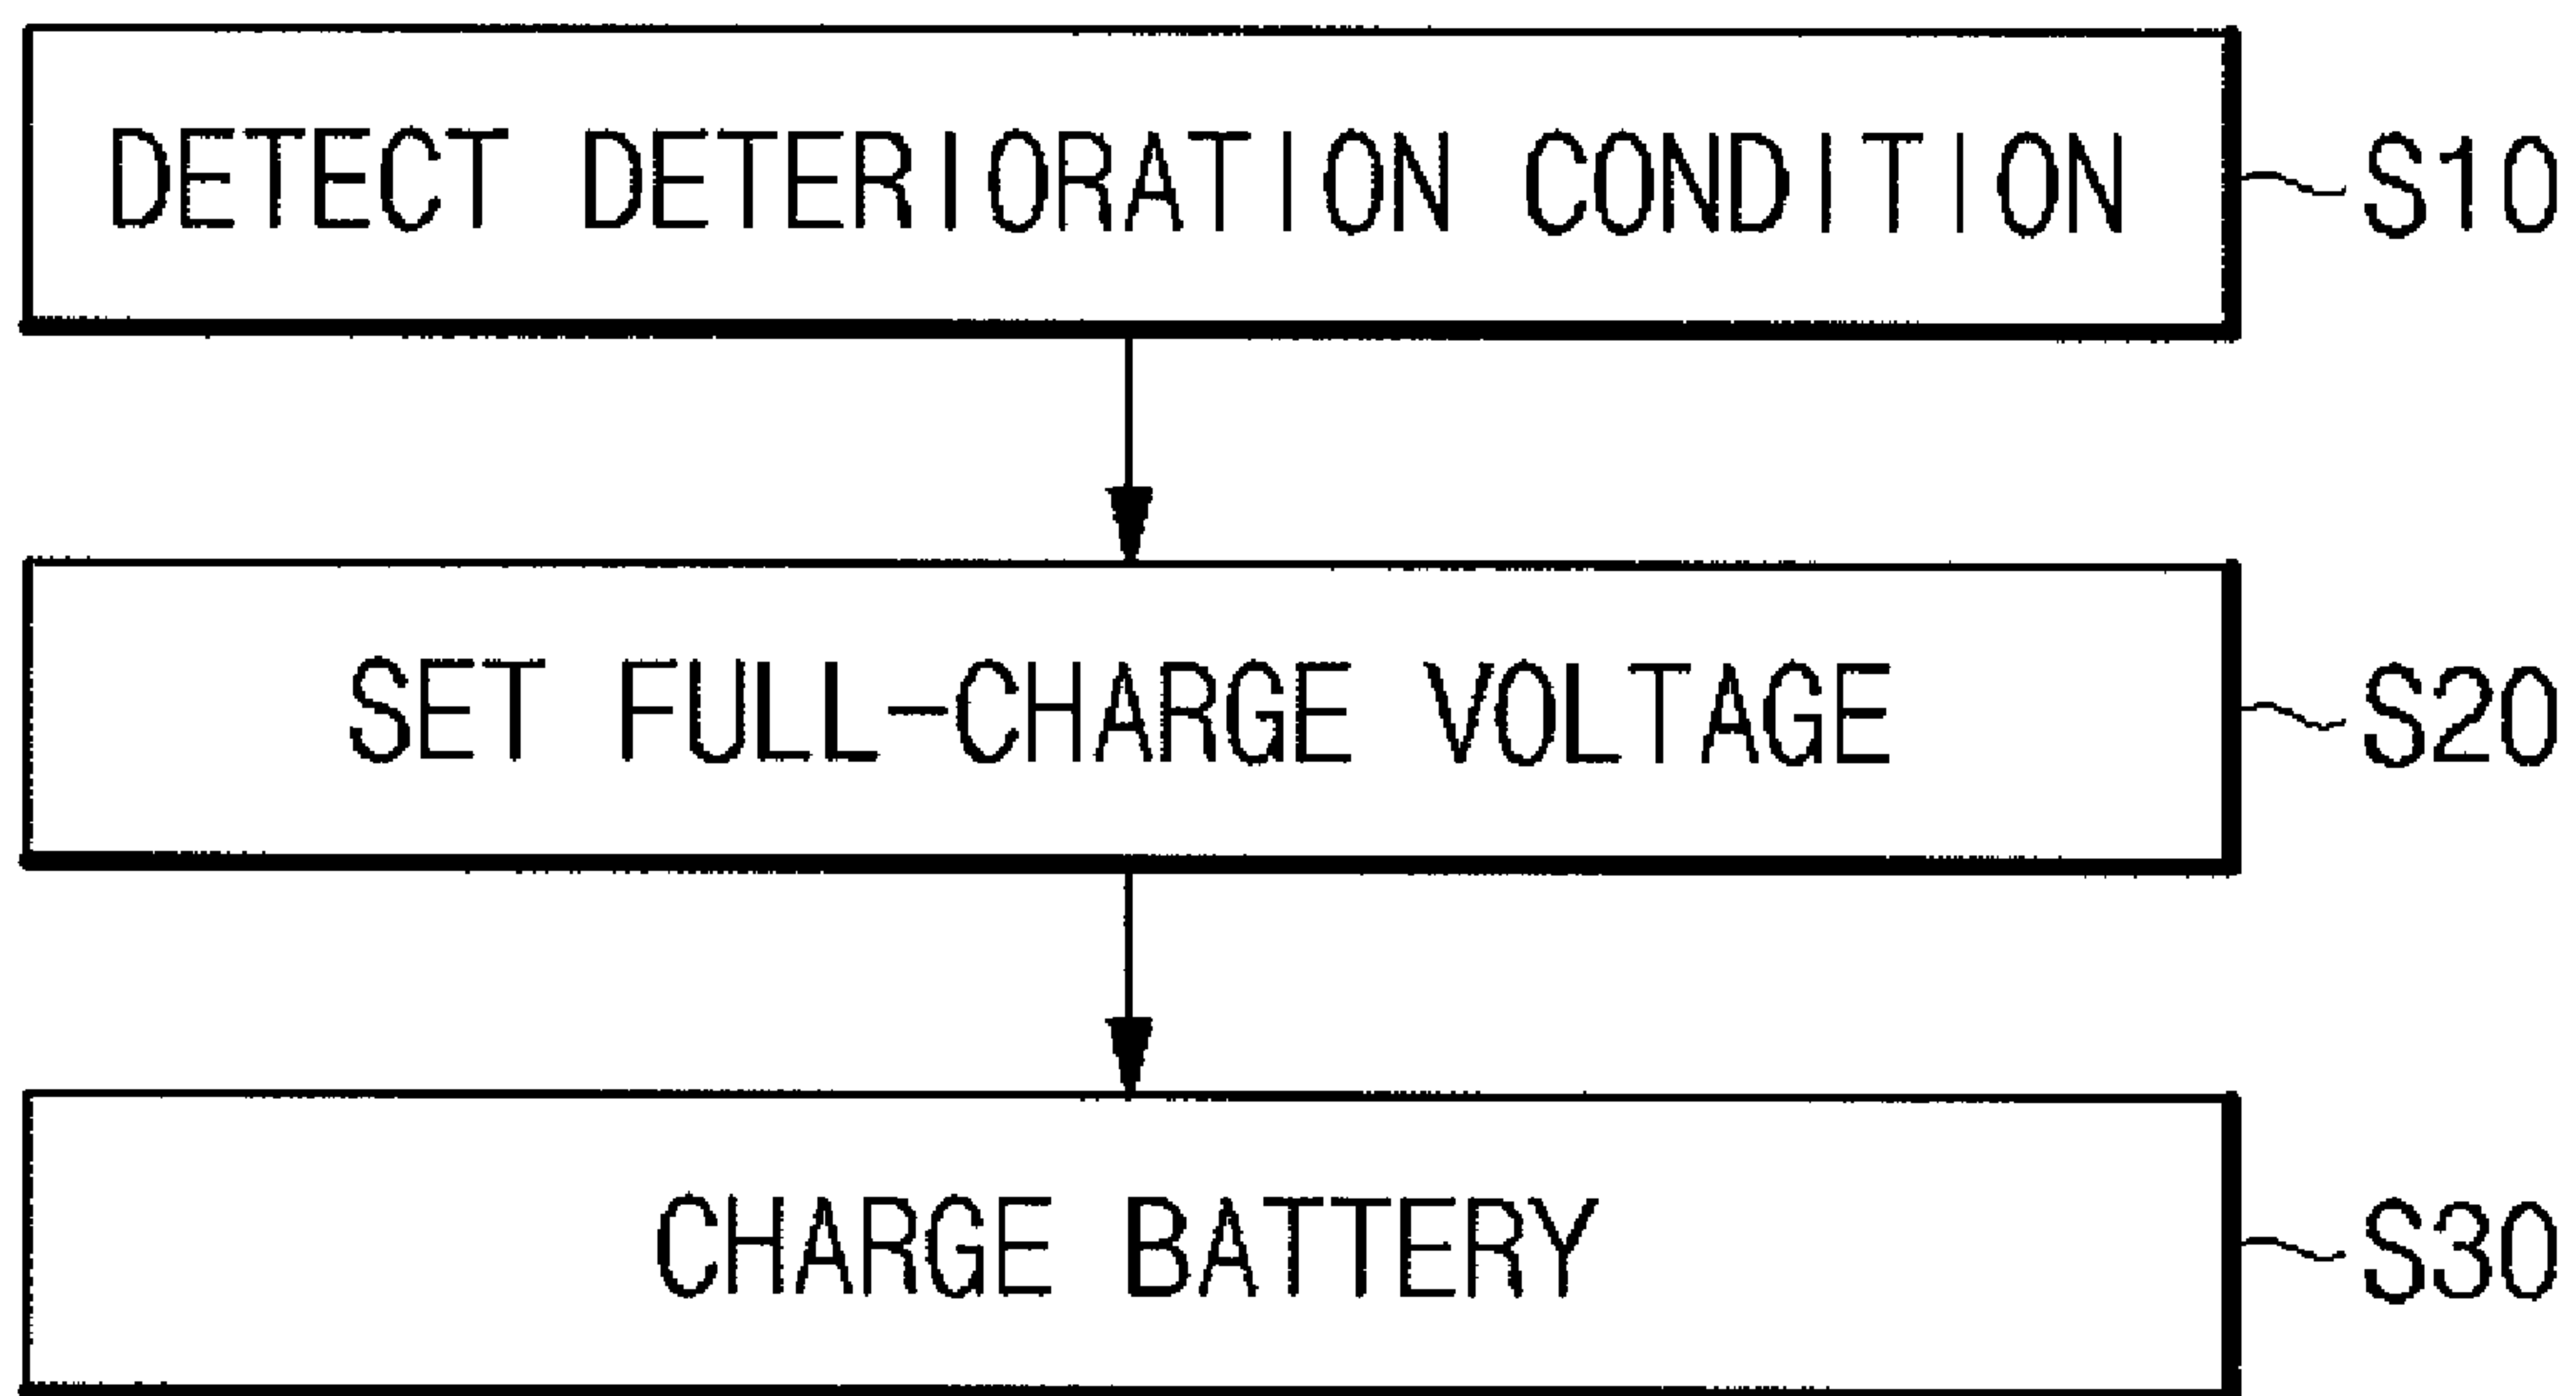 DETECT DETERIORATION CONDITION S10
SET FULL-CHARGE VOLTAGE S20
CHARGE BATTERY S30